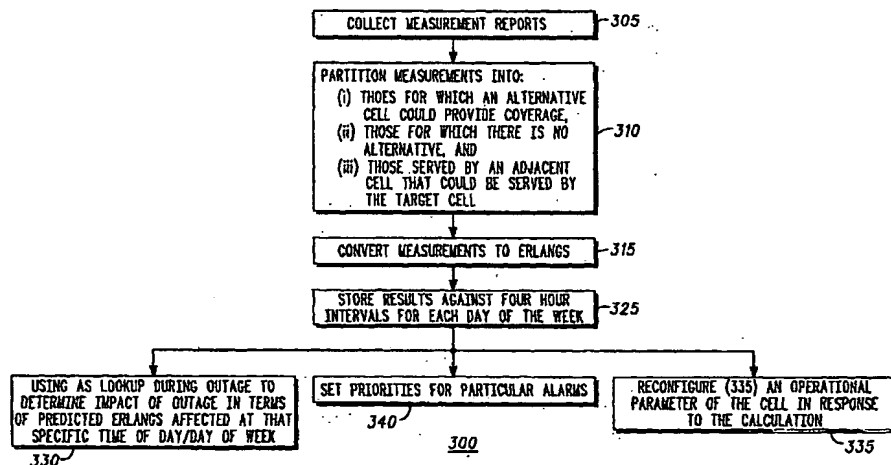 COLLECT MEASUREMENT REPORTS
305
PARTITION MEASUREMENTS INTO:
(i) THOES FOR WHICH AN ALTERNATIVE
CELL COULD PROVIDE COVERAGE,
(ii) THOSE FOR WHICH THERE IS NO
ALTERNATIVE, AND
(iii) THOSE SERVED BY AN ADJACENT
CELL THAT COULD BE SERVED BY
THE TARGET CELL
310
CONVERT MEASUREMENTS TO ERLANGS
315
STORE RESULTS AGAINST FOUR HOUR
INTERVALS FOR EACH DAY OF THE WEEK
325
USING AS LOOKUP DURING OUTAGE TO
DETERMINE IMPACT OF OUTAGE IN TERMS
OF PREDICTED ERLANGS AFFECTED AT THAT
SPECIFIC TIME OF DAY/DAY OF WEEK
330
SET PRIORITIES FOR PARTICULAR ALARMS
340
RECONFIGURE (335) AN OPERATIONAL
PARAMETER OF THE CELL IN RESPONSE
TO THE CALCULATION
335
300